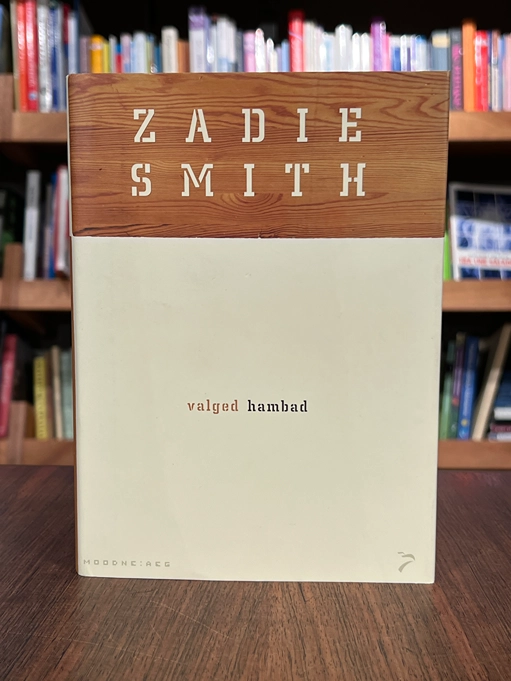 ZADIE
SMITH
valged hambad
MOODNE:AEG